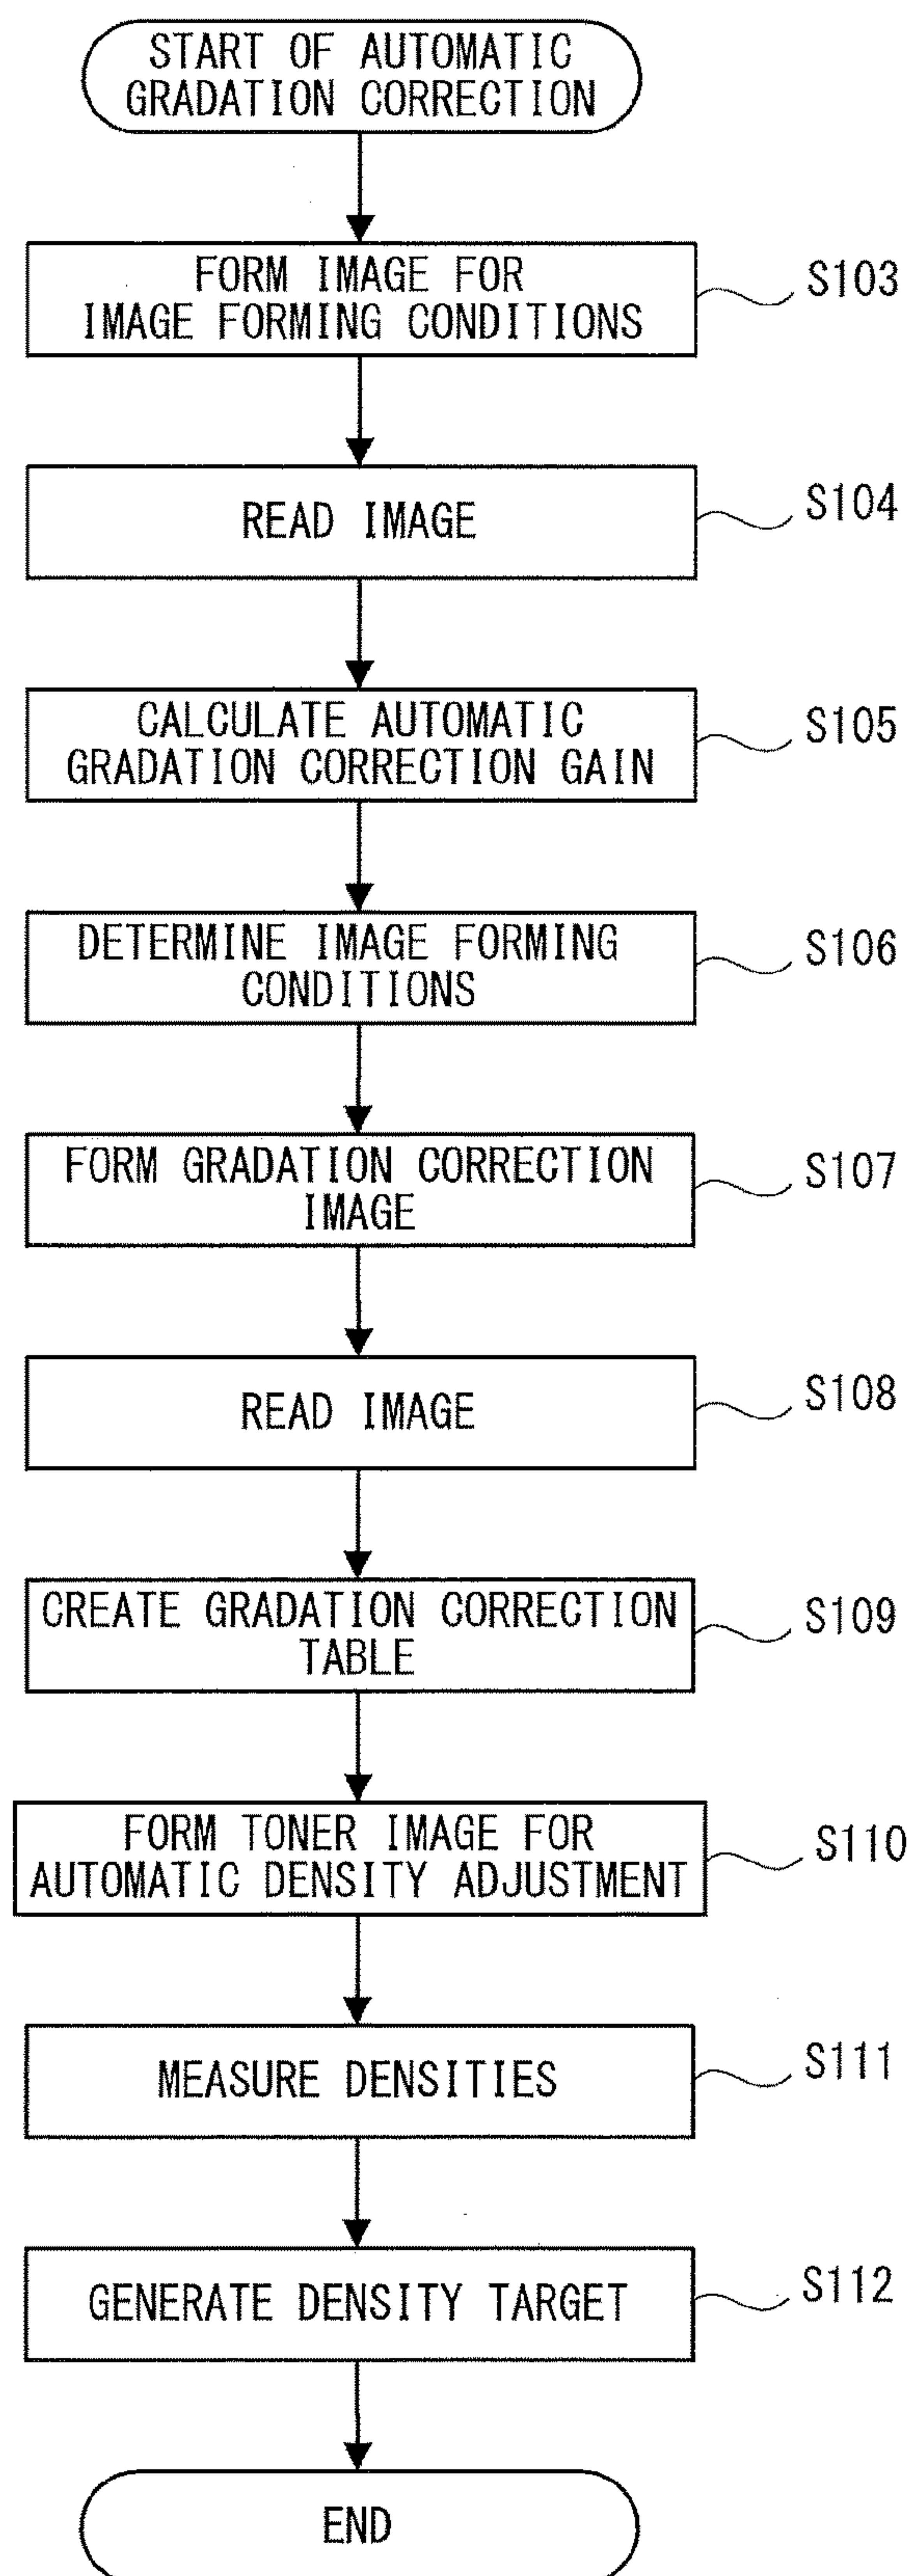 START OF AUTOMATIC
GRADATION CORRECTION
FORM IMAGE FOR
IMAGE FORMING CONDITIONS
S103
READ IMAGE
S104
CALCULATE AUTOMATIC
GRADATION CORRECTION GAIN
S105
DETERMINE IMAGE FORMING
CONDITIONS
S106
FORM GRADATION CORRECTION
IMAGE
S107
READ IMAGE
S108
CREATE GRADATION CORRECTION
TABLE
S109
FORM TONER IMAGE FOR
AUTOMATIC DENSITY ADJUSTMENT
S110
MEASURE DENSITIES
S111
GENERATE DENSITY TARGET
S112
END